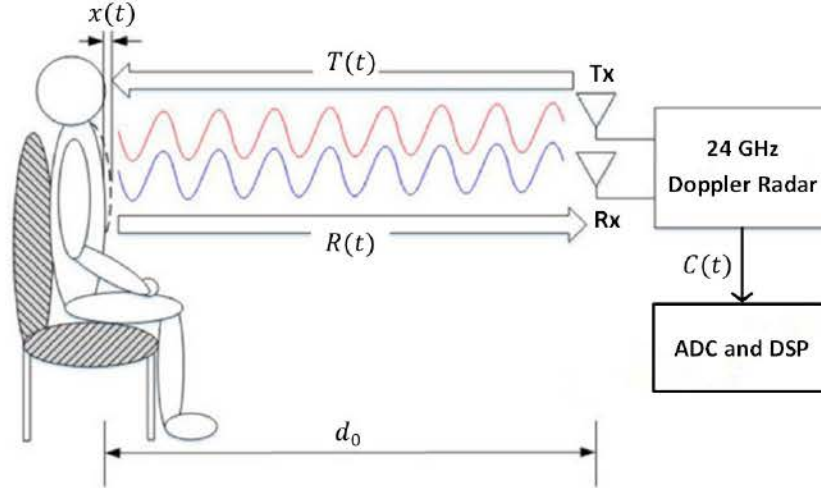 x(t)
T(t)
Tx
24 GHz
Doppler Radar
Rx
R(t)
C(t)
ADC and DSP
d₀